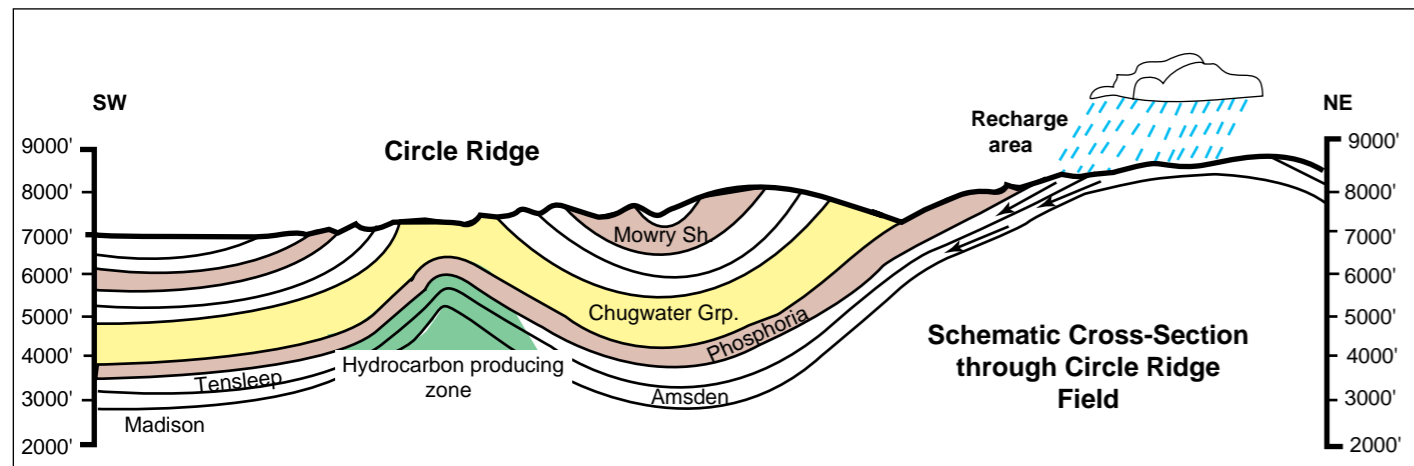 SW
NE
Recharge
area
Circle Ridge
9000'
8000'
7000'
6000'
5000'
4000'
3000'
2000'
9000'
8000'
7000'
6000'
5000'
4000'
3000'
2000'
Mowry Sh.
Chugwater Grp.
Phosphoria
Tensleep
Hydrocarbon producing
zone
Amsden
Madison
Schematic Cross-Section
through Circle Ridge
Field